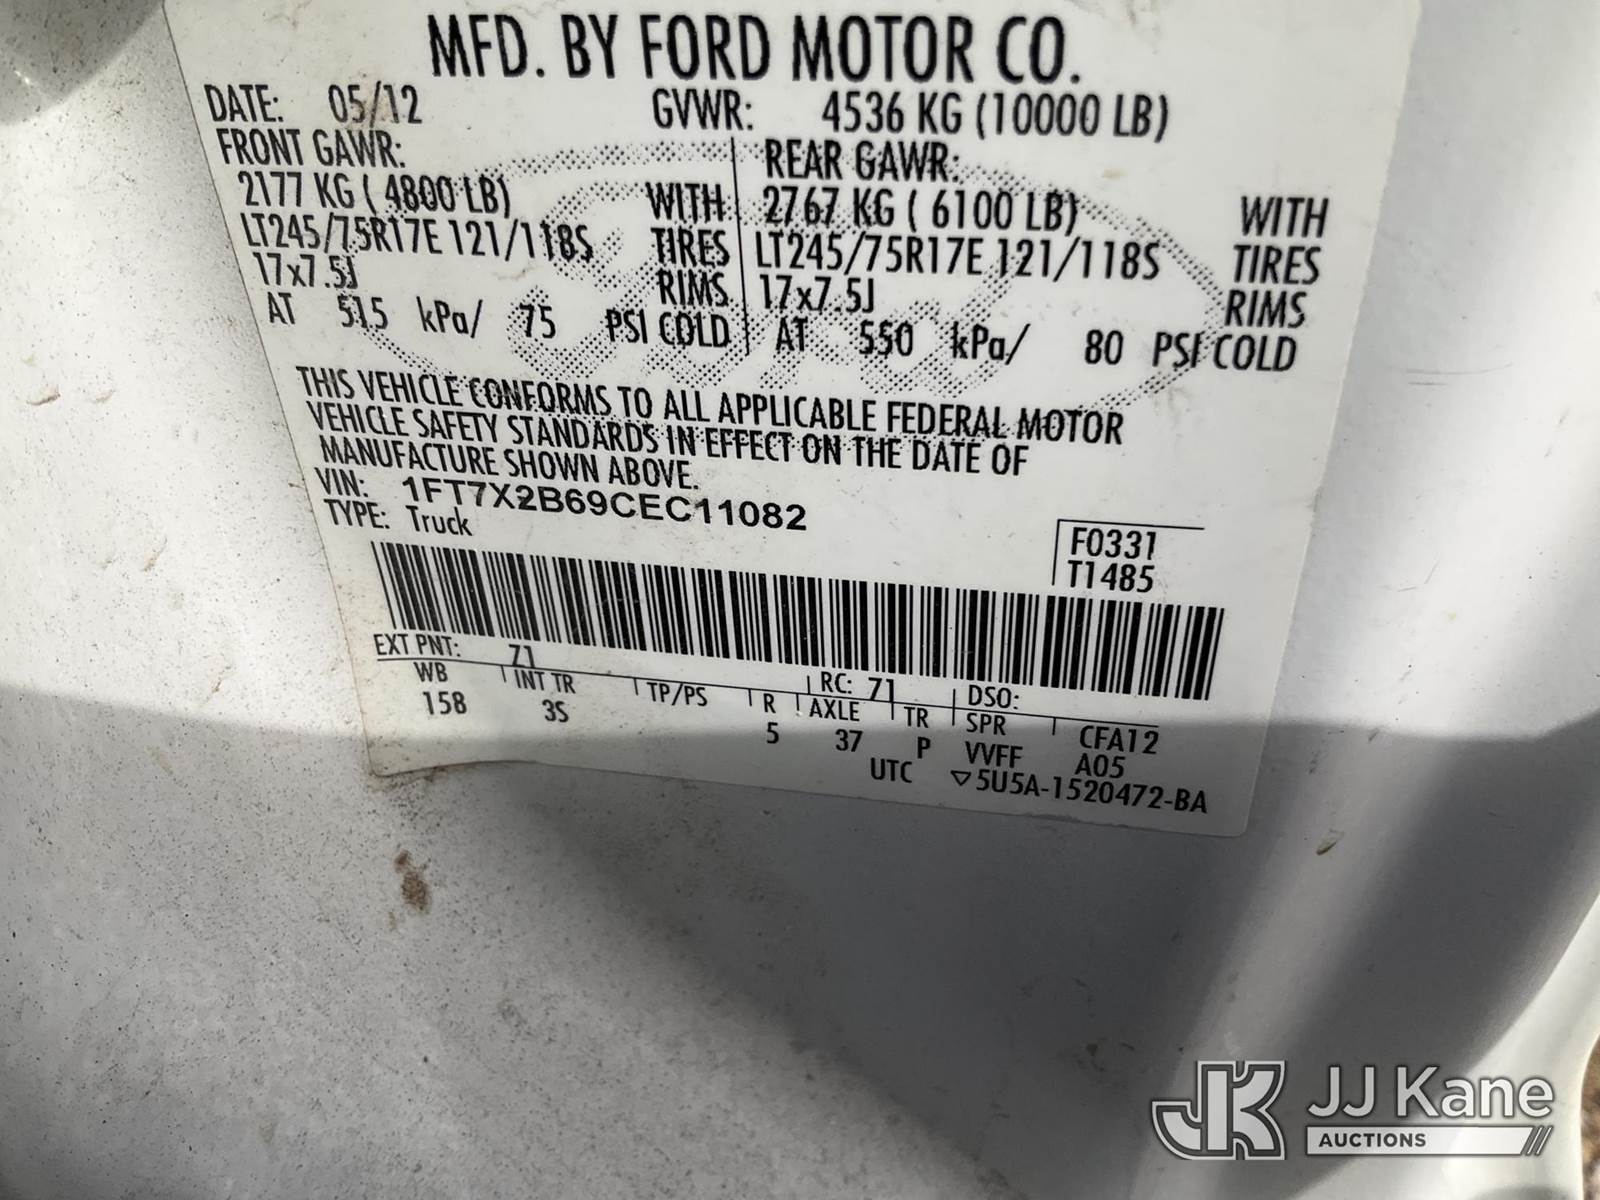 MFD. BY FORD MOTOR CO.
DATE: 05/12 GVWR: 4536 KG (10000 LB)
FRONT GAWR: REAR GAWR:
2177 KG ( 4800 LB) WITH 2767 KG ( 6100 LB) WITH
LT245/75R17E 121/118S TIRES LT245/75R17E 121/118S TIRES
17x7.5J RIMS 17x7.5J RIMS
AT 515 kPa/ 75 PSI COLD AT 550 kPa/ 80 PSI COLD
THIS VEHICLE CONFORMS TO ALL APPLICABLE FEDERAL MOTOR
VEHICLE SAFETY STANDARDS IN EFFECT ON THE DATE OF
MANUFACTURE SHOWN ABOVE.
VIN: 1FT7X2B69CEC11082
TYPE: Truck
F0331
T1485
EXT PNT: Z1 RC: 71 DSO:
WB INT TR TP/PS R AXLE TR SPR CFA12
158 3S 5 37 P VVFF A05
UTC ▽5U5A-1520472-BA
JK JJ Kane
AUCTIONS